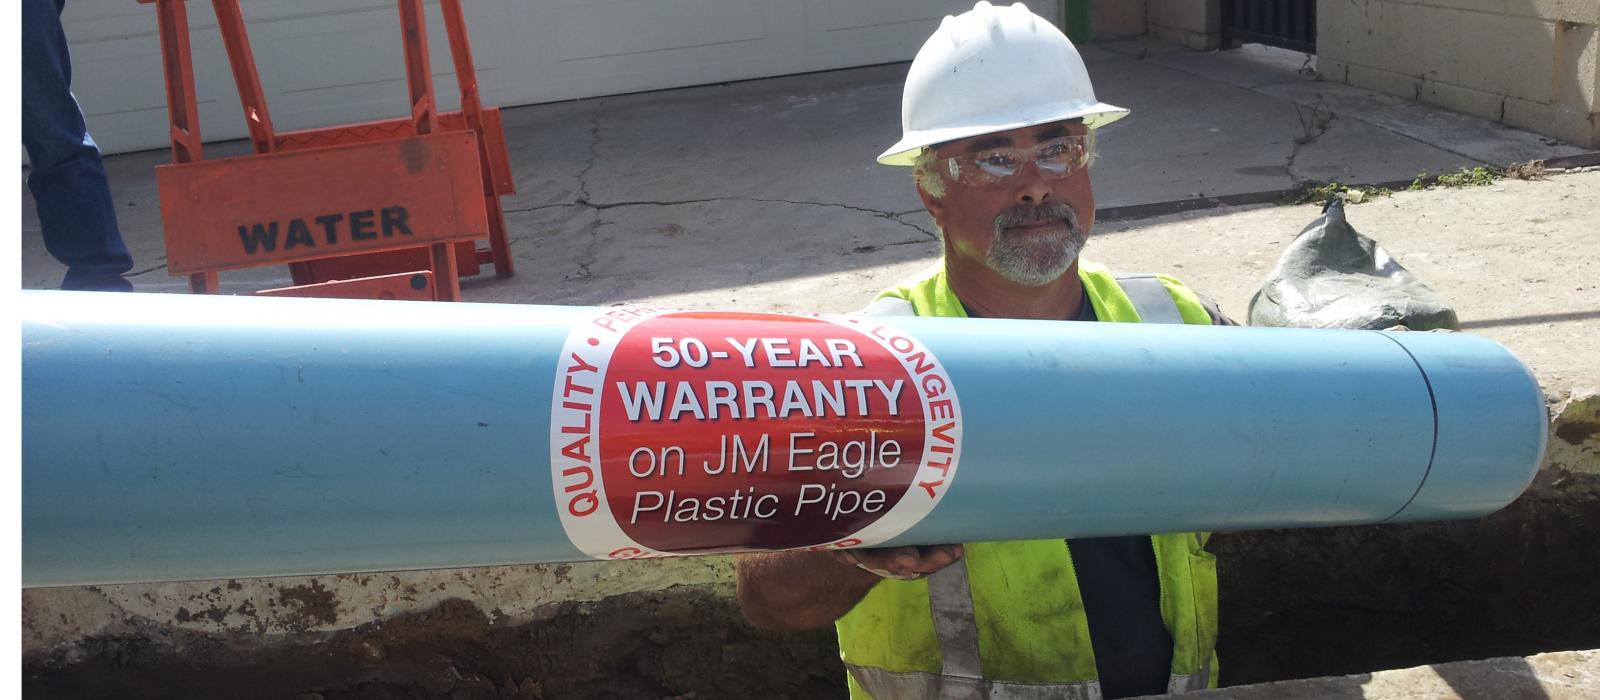 WATER
QUALITY •
• LONGEVITY
50-YEAR
WARRANTY
on JM Eagle
Plastic Pipe